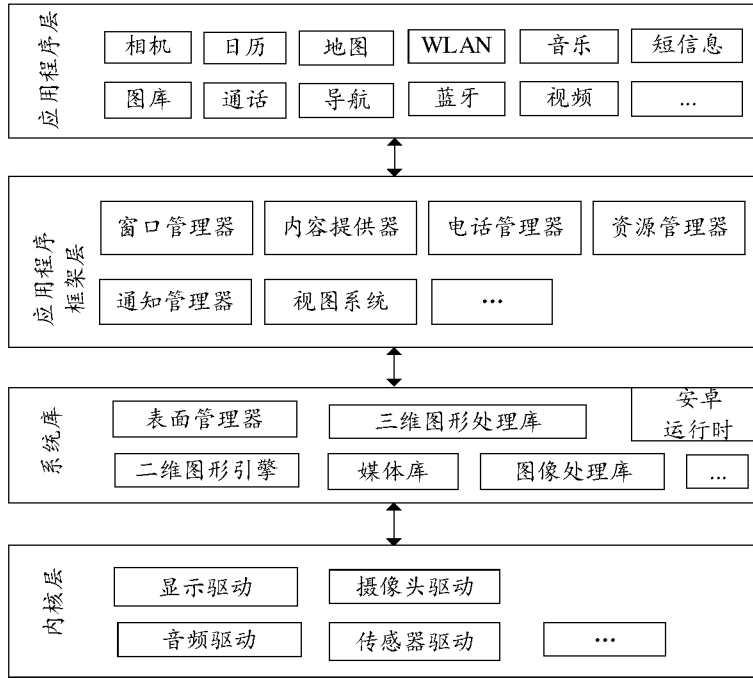 应用程序层
相机
日历
地图
WLAN
音乐
短信息
图库
通话
导航
蓝牙
视频
...
应用程序
框架层
窗口管理器
内容提供器
电话管理器
资源管理器
通知管理器
视图系统
...
系统库
表面管理器
三维图形处理库
安卓
运行时
二维图形引擎
媒体库
图像处理库
...
内核层
显示驱动
摄像头驱动
音频驱动
传感器驱动
...